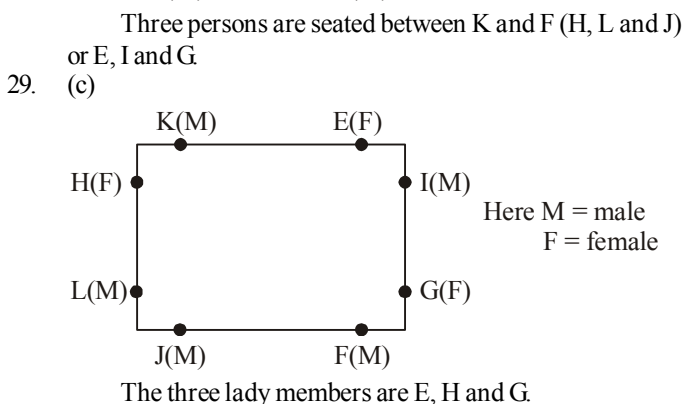 Three persons are seated between K and F (H, L and J)
or E, I and G.
29. (c)
K(M) E(F)
H(F) I(M)
Here M = male
F = female
L(M) G(F)
J(M) F(M)
The three lady members are E, H and G.